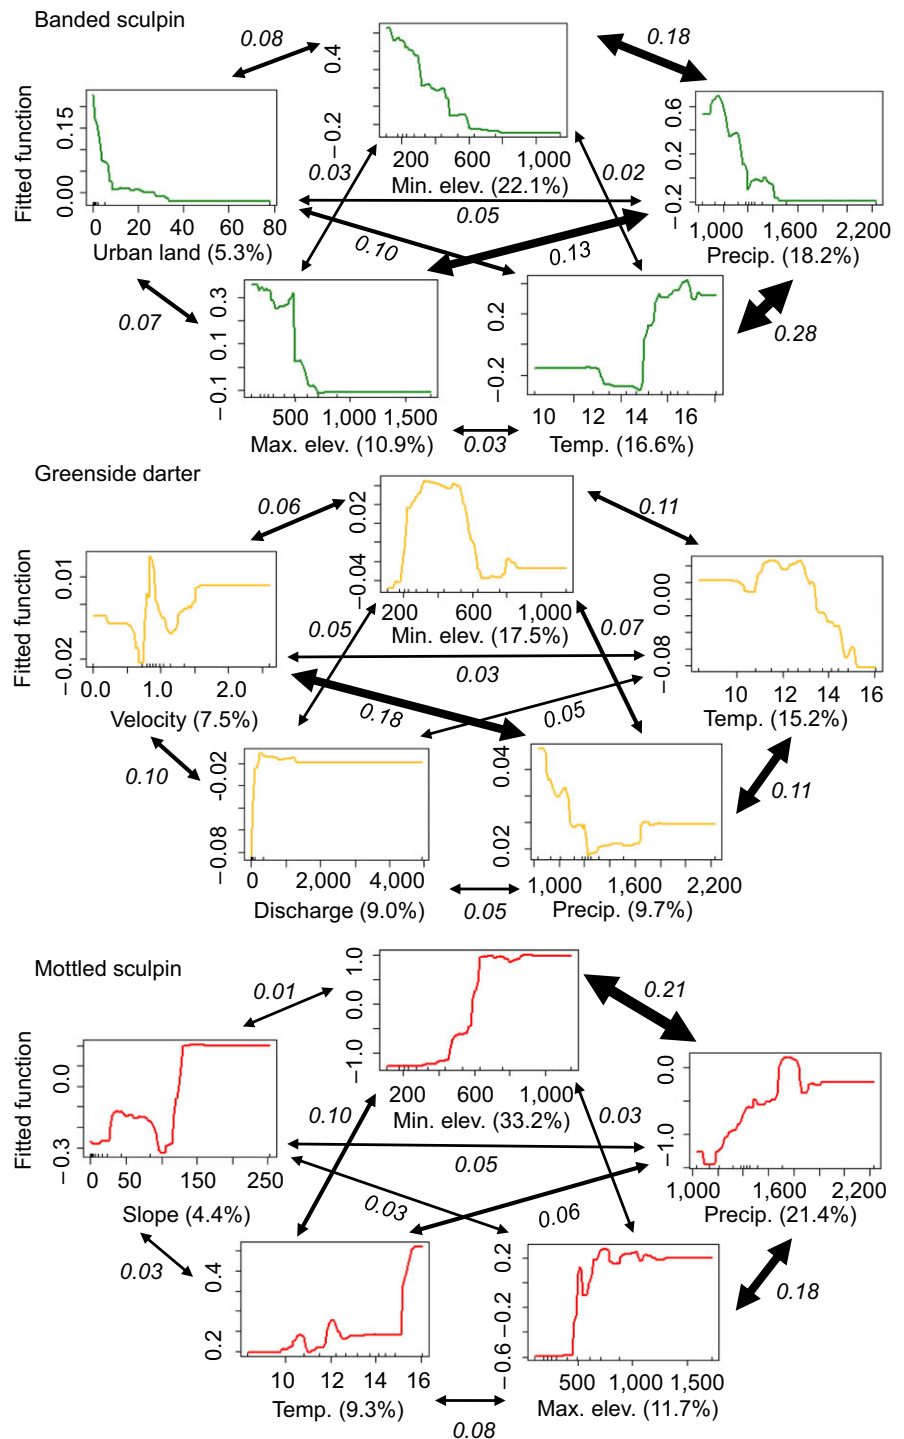 Banded sculpin
0.08
0.18
Fitted function
0.15
0.00
0 20 40 60 80
Urban land (5.3%)
0.4
−0.2
200 600 1,000
Min. elev. (22.1%)
0.6
0.2
−0.2
1,000 1,600 2,200
Precip. (18.2%)
0.03
0.02
0.05
0.10
0.13
0.07
0.28
0.3
0.1
−0.1
500 1,000 1,500
Max. elev. (10.9%)
0.03
0.2
−0.2
10 12 14 16
Temp. (16.6%)
Greenside darter
0.06
0.11
Fitted function
0.01
−0.02
0.0 1.0 2.0
Velocity (7.5%)
0.02
−0.04
200 600 1,000
Min. elev. (17.5%)
0.00
−0.08
10 12 14 16
Temp. (15.2%)
0.05
0.07
0.03
0.18
0.05
0.10
0.11
-0.02
−0.08
0 2,000 4,000
Discharge (9.0%)
0.05
0.04
0.02
1,000 1,600 2,200
Precip. (9.7%)
Mottled sculpin
0.01
0.21
Fitted function
0.0
−0.3
0 50 150 250
Slope (4.4%)
1.0
0.0
−1.0
200 600 1,000
Min. elev. (33.2%)
0.0
−1.0
1,000 1,600 2,200
Precip. (21.4%)
0.10
0.03
0.05
0.03
0.06
0.03
0.18
0.4
0.2
10 12 14 16
Temp. (9.3%)
0.08
0.2
−0.2
−0.6
500 1,000 1,500
Max. elev. (11.7%)